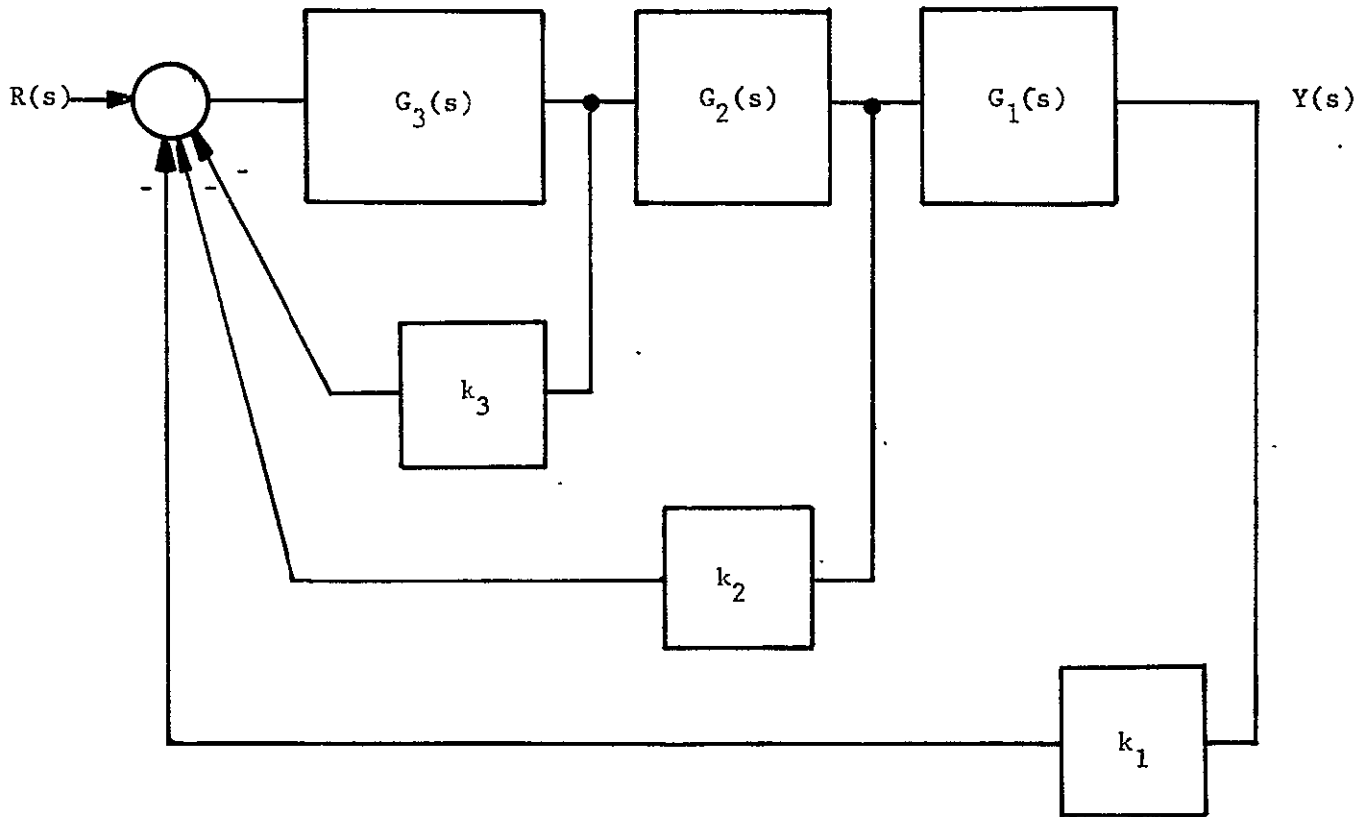 R(s)
G₃(s)
G₂(s)
G₁(s)
Y(s)
- - -
k₃
k₂
k₁